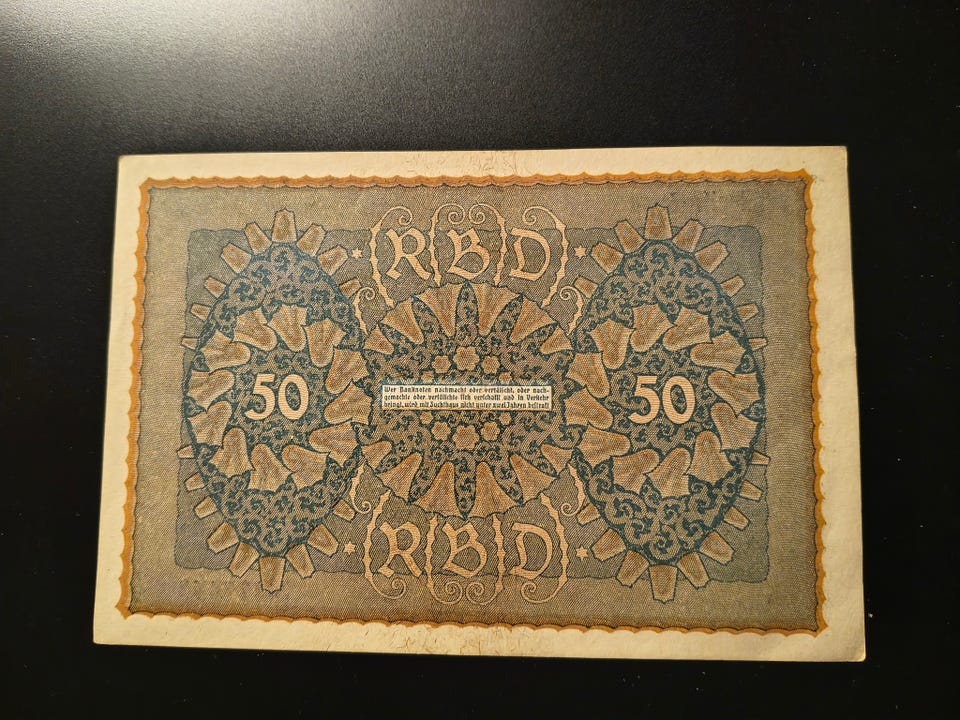 RBD
50
Wer Banknoten nachmacht oder verfälscht, oder nach-
gemachte oder verfälschte sich verschafft und in Verkehr
bringt, wird mit Zuchthaus nicht unter zwei Jahren bestraft
50
RBD